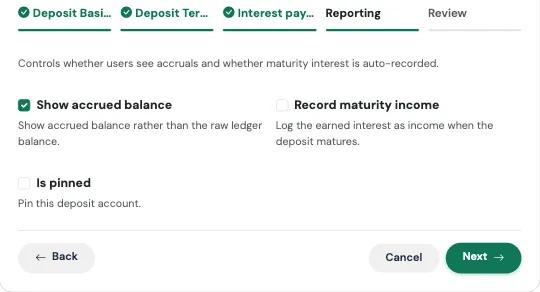 Deposit Basi... Deposit Ter... Interest pay... Reporting Review
Controls whether users see accruals and whether maturity interest is auto-recorded.
Show accrued balance
Show accrued balance rather than the raw ledger
balance.
Record maturity income
Log the earned interest as income when the
deposit matures.
Is pinned
Pin this deposit account.
← Back
Cancel
Next →